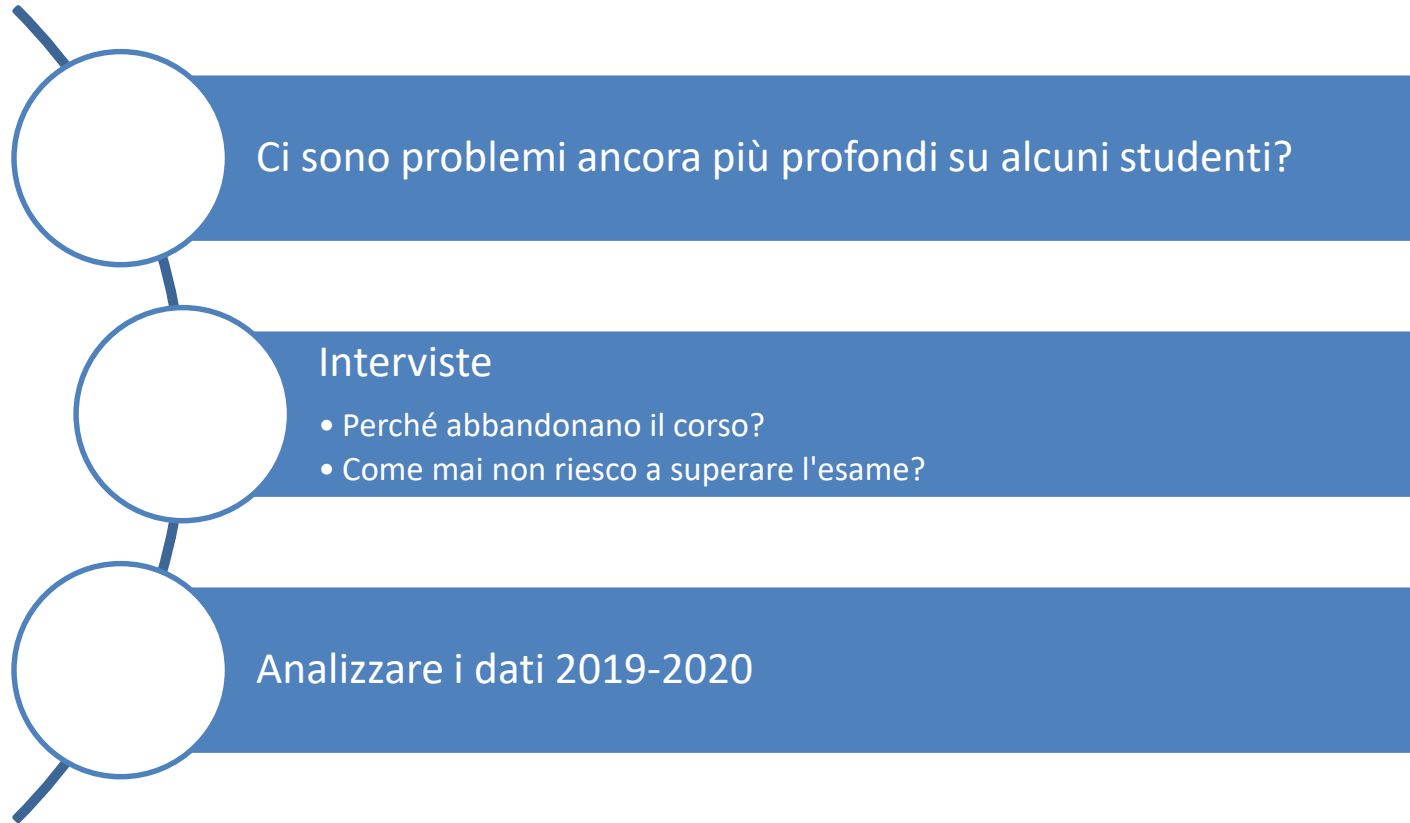 Ci sono problemi ancora più profondi su alcuni studenti?
Interviste
• Perché abbandonano il corso?
• Come mai non riesco a superare l'esame?
Analizzare i dati 2019-2020